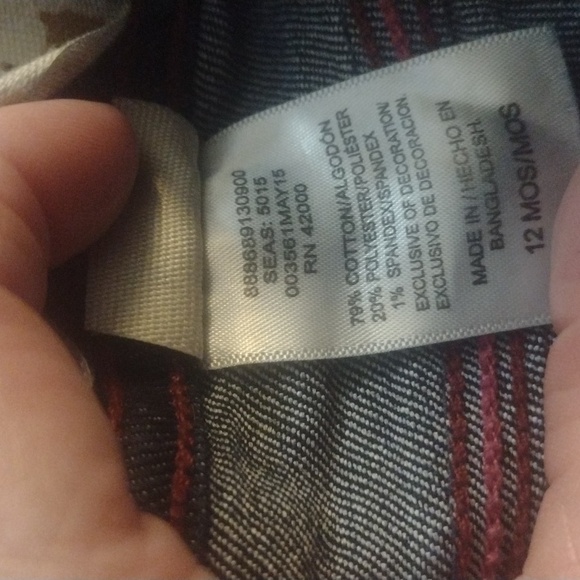 888689130900
SEAS: 5015
003561MAY15
RN 42000
79% COTTON/ALGODÓN
20% POLYESTER/POLIÉSTER
1% SPANDEX/SPANDEX
EXCLUSIVE OF DECORATION
EXCLUSIVO DE DECORACION.
MADE IN / HECHO EN
BANGLADESH.
12 MOS/MOS